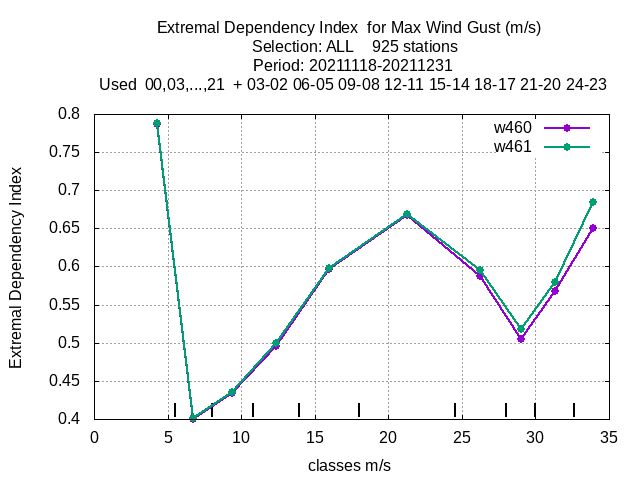 Extremal Dependency Index  for Max Wind Gust (m/s)
Selection: ALL    925 stations
Period: 20211118-20211231
Used  00,03,...,21  + 03-02 06-05 09-08 12-11 15-14 18-17 21-20 24-23
w460
w461
Extremal Dependency Index
0.8
0.75
0.7
0.65
0.6
0.55
0.5
0.45
0.4
0 5 10 15 20 25 30 35
classes m/s